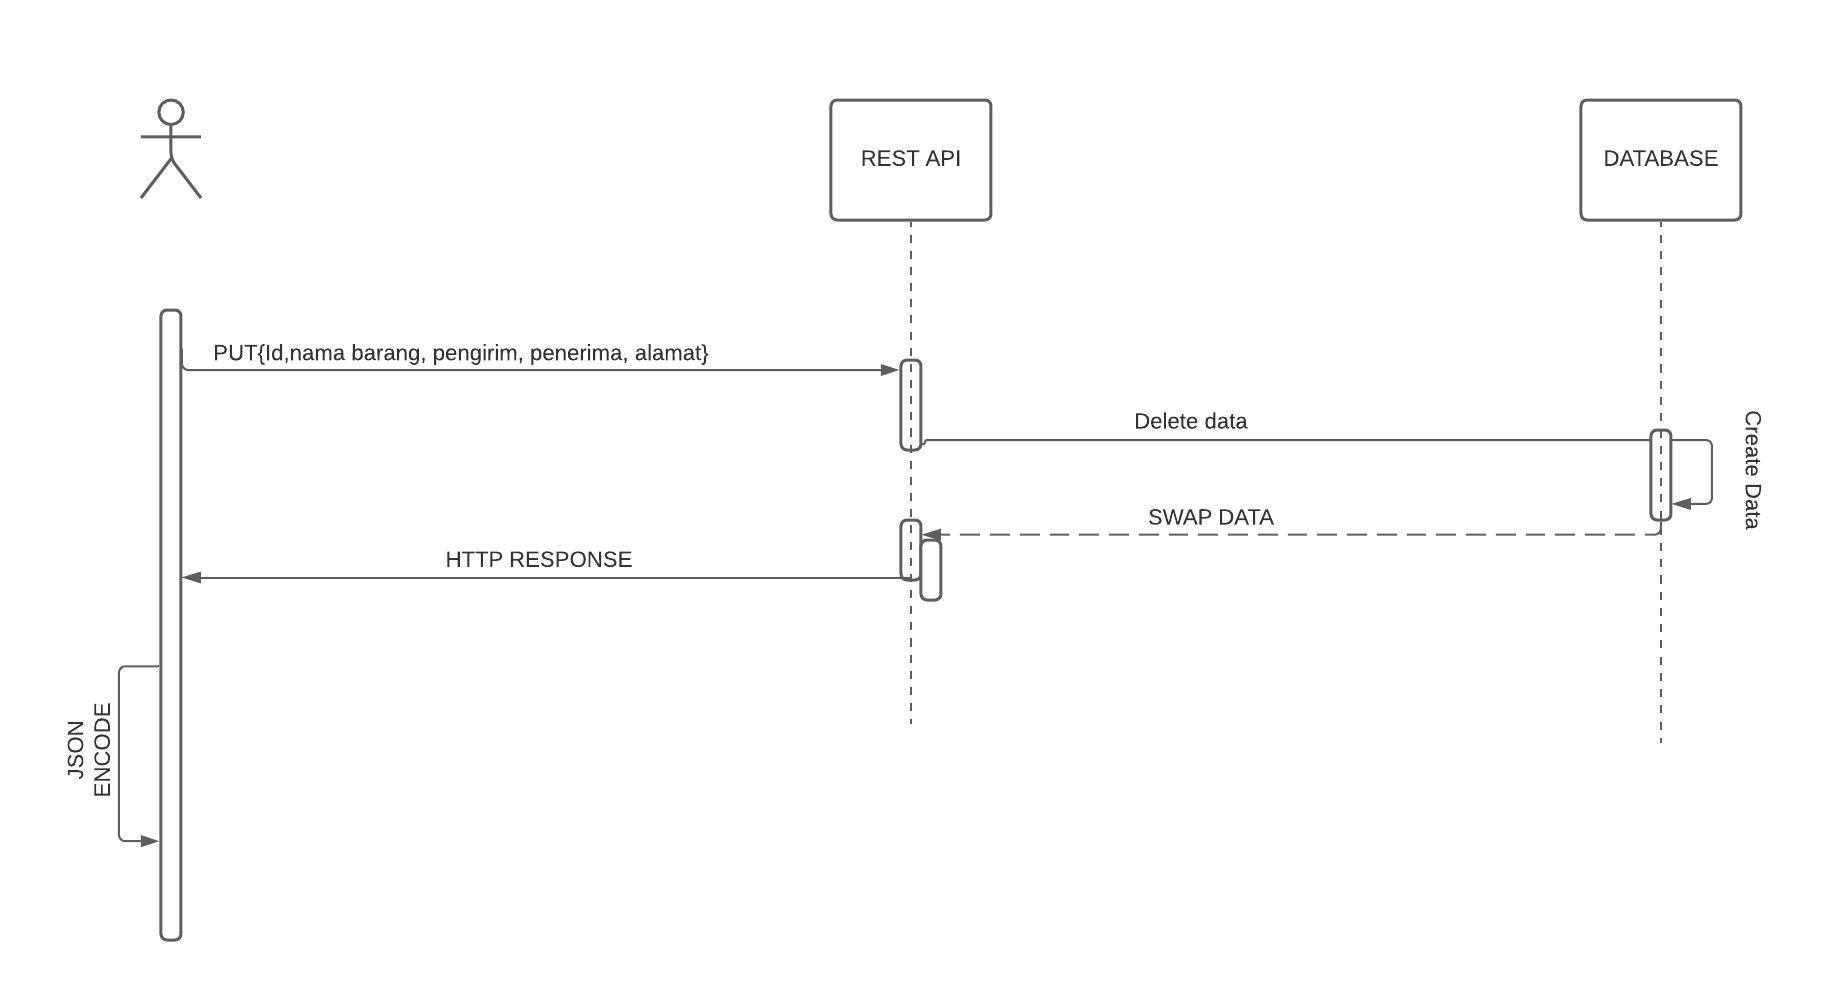 REST API
DATABASE
PUT{Id,nama barang, pengirim, penerima, alamat}
Delete data
Create Data
SWAP DATA
HTTP RESPONSE
JSON
ENCODE